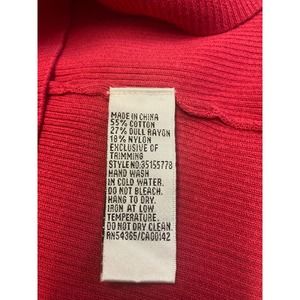 MADE IN CHINA
55% COTTON
27% DULL RAYON
18% NYLON
EXCLUSIVE OF
TRIMMING
STYLE NO:35155778
HAND WASH
IN COLD WATER.
DO NOT BLEACH.
HANG TO DRY.
IRON AT LOW
TEMPERATURE.
DO NOT DRY CLEAN.
RN54365/CA00142